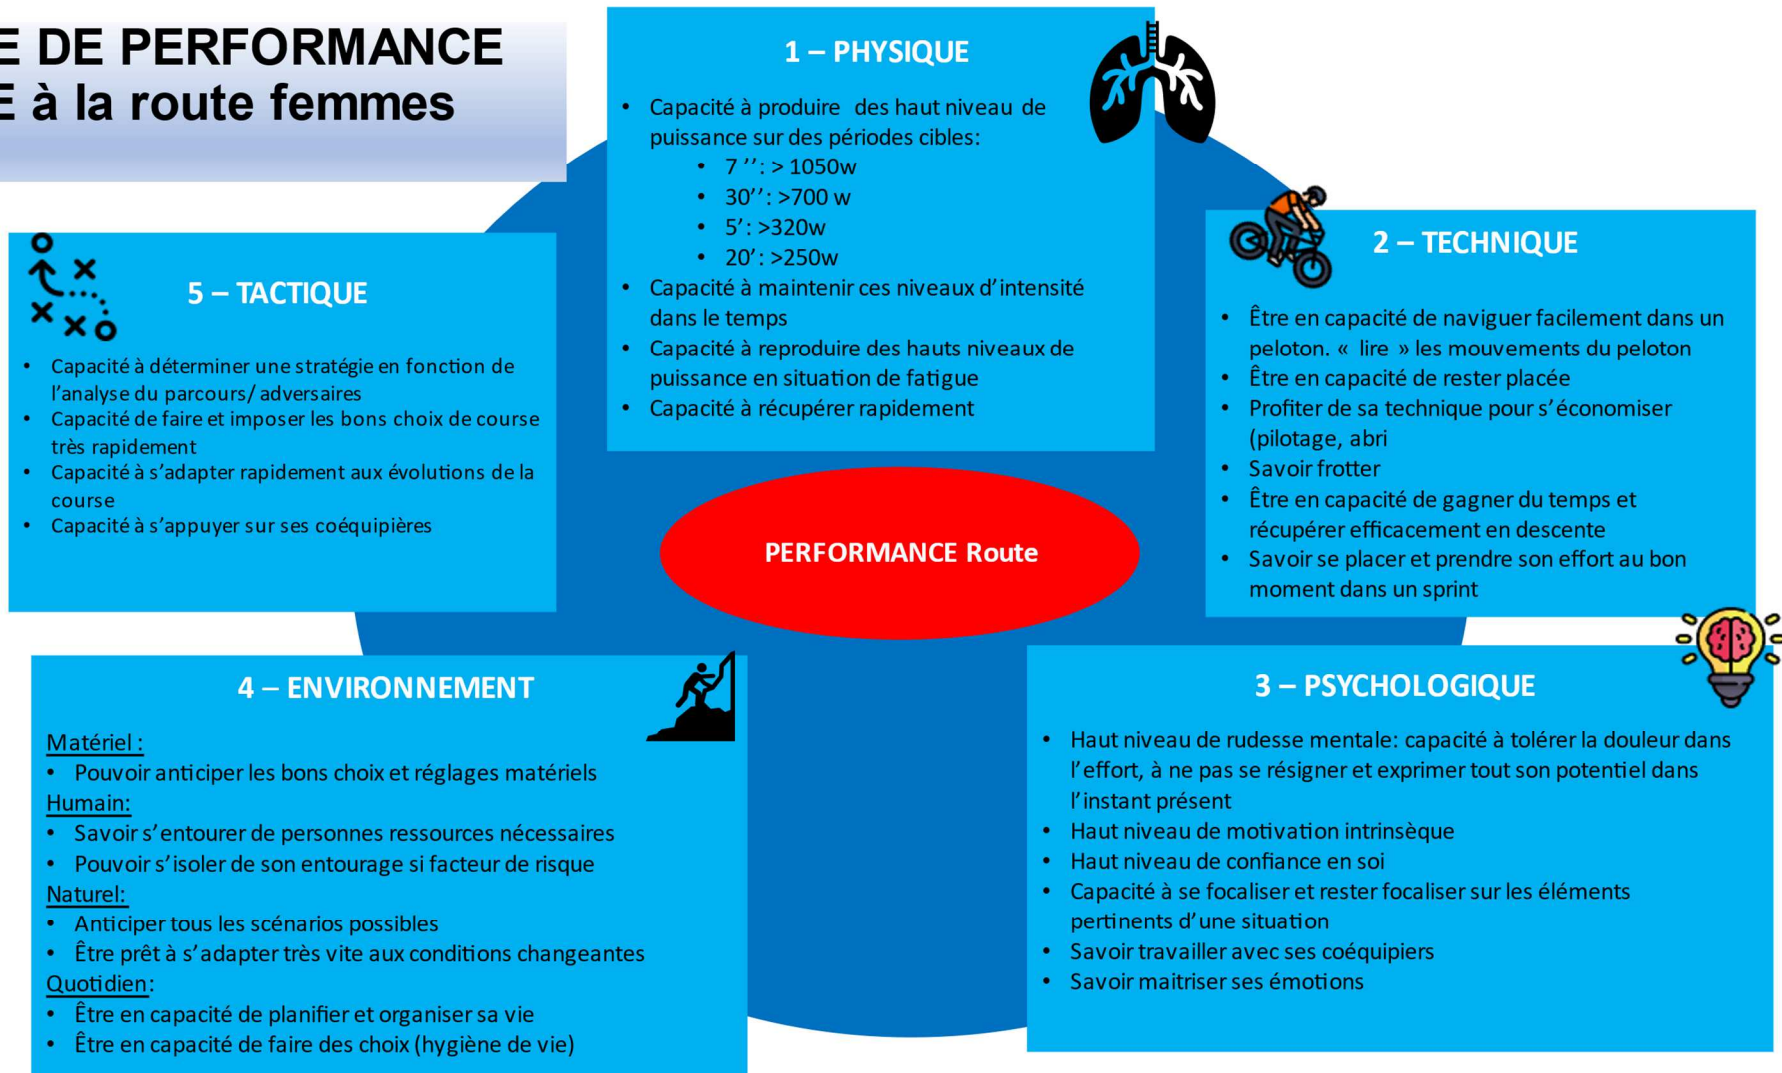 E DE PERFORMANCE
E à la route femmes
1 – PHYSIQUE
• Capacité à produire des haut niveau de
puissance sur des périodes cibles:
• 7 ’’: > 1050w
• 30’’: >700 w
• 5’: >320w
• 20’: >250w
• Capacité à maintenir ces niveaux d’intensité
dans le temps
• Capacité à reproduire des hauts niveaux de
puissance en situation de fatigue
• Capacité à récupérer rapidement
2 – TECHNIQUE
• Être en capacité de naviguer facilement dans un
peloton. « lire » les mouvements du peloton
• Être en capacité de rester placée
• Profiter de sa technique pour s’économiser
(pilotage, abri
• Savoir frotter
• Être en capacité de gagner du temps et
récupérer efficacement en descente
• Savoir se placer et prendre son effort au bon
moment dans un sprint
5 – TACTIQUE
• Capacité à déterminer une stratégie en fonction de
l’analyse du parcours/ adversaires
• Capacité de faire et imposer les bons choix de course
très rapidement
• Capacité à s’adapter rapidement aux évolutions de la
course
• Capacité à s’appuyer sur ses coéquipières
PERFORMANCE Route
4 – ENVIRONNEMENT
Matériel :
• Pouvoir anticiper les bons choix et réglages matériels
Humain:
• Savoir s’entourer de personnes ressources nécessaires
• Pouvoir s’isoler de son entourage si facteur de risque
Naturel:
• Anticiper tous les scénarios possibles
• Être prêt à s’adapter très vite aux conditions changeantes
Quotidien:
• Être en capacité de planifier et organiser sa vie
• Être en capacité de faire des choix (hygiène de vie)
3 – PSYCHOLOGIQUE
• Haut niveau de rudesse mentale: capacité à tolérer la douleur dans
l’effort, à ne pas se résigner et exprimer tout son potentiel dans
l’instant présent
• Haut niveau de motivation intrinsèque
• Haut niveau de confiance en soi
• Capacité à se focaliser et rester focaliser sur les éléments
pertinents d’une situation
• Savoir travailler avec ses coéquipiers
• Savoir maitriser ses émotions